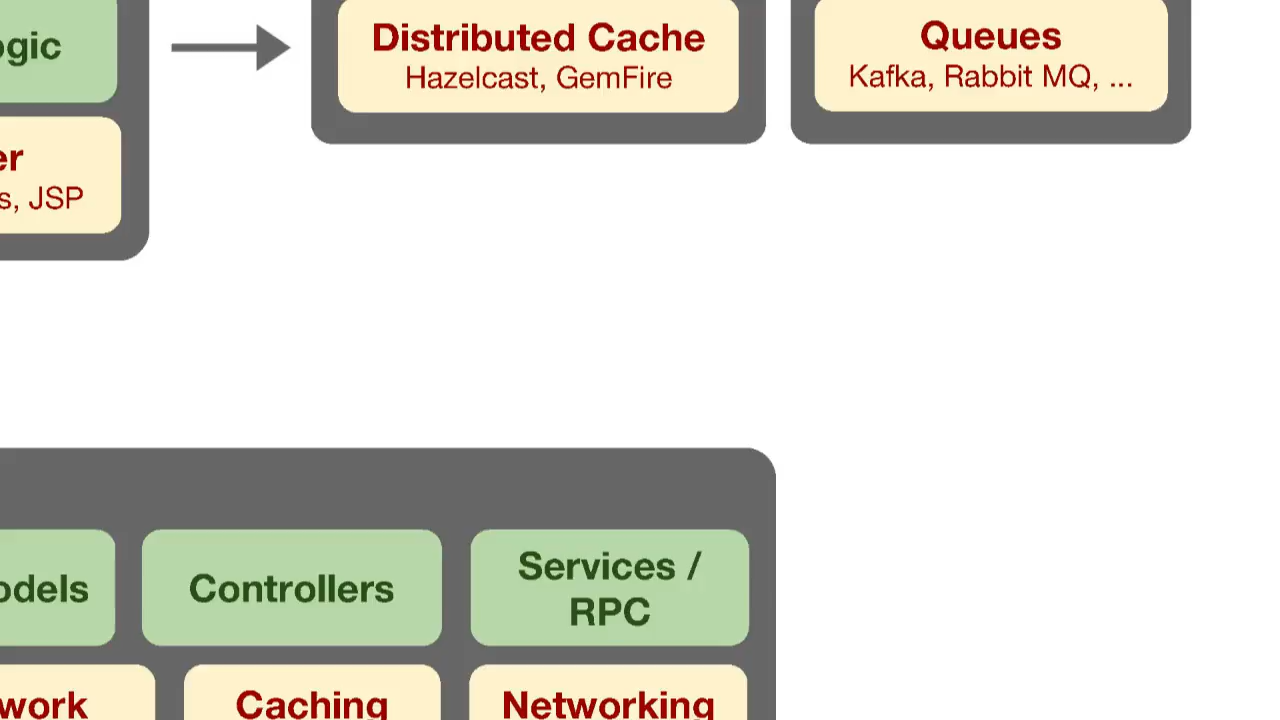 ogic
Distributed Cache
Hazelcast, GemFire
Queues
Kafka, Rabbit MQ, ...
er
s, JSP
odels
Controllers
Services /
RPC
work
Caching
Networking